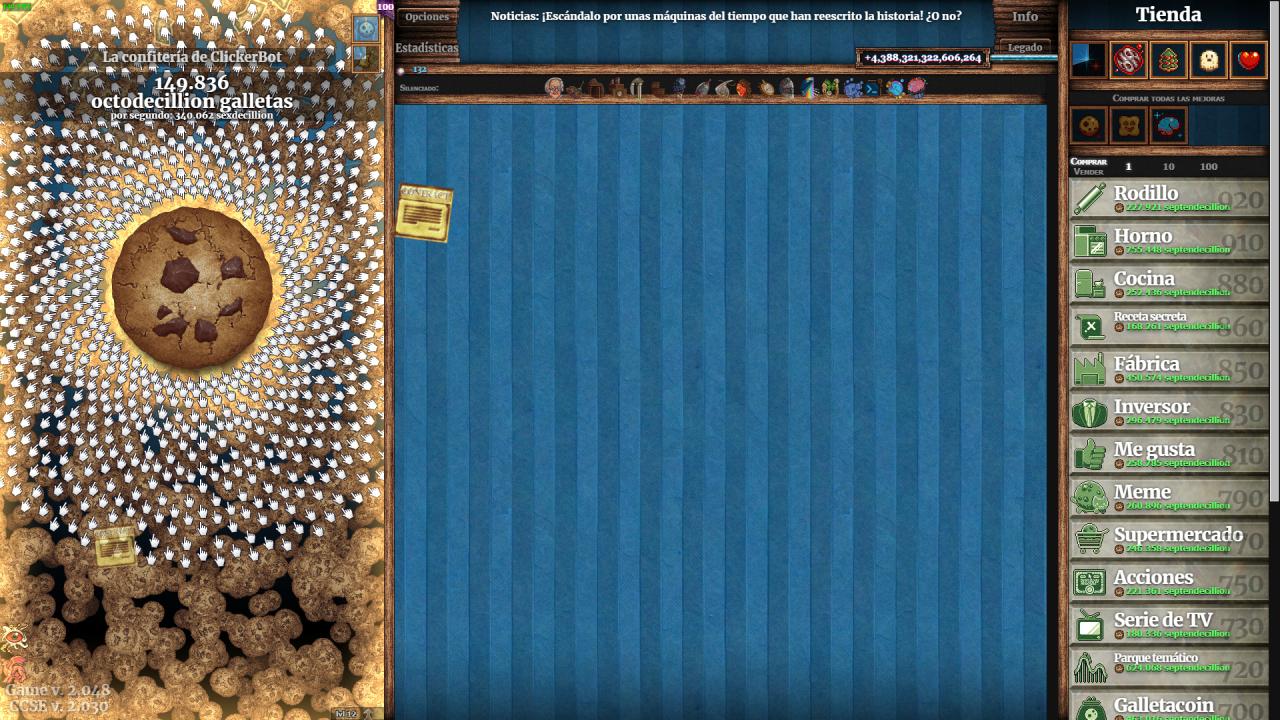 100
Opciones
Noticias: ¡Escándalo por unas máquinas del tiempo que han reescrito la historia! ¿O no?
Info
Tienda
Estadísticas
Legado
+4,388,321,322,606,264
132
Silenciado:
La confitería de ClickerBot
149.836
octodecillion galletas
por segundo: 340.062 sexdecillion
Comprar todas las mejoras
Comprar
Vender
1 10 100
Rodillo 920
227.921 septendecillion
Horno 910
755.448 septendecillion
Cocina 880
252.436 septendecillion
Receta secreta 860
168.261 septendecillion
Fábrica 850
450.574 septendecillion
Inversor 830
296.479 septendecillion
Me gusta 810
258.785 septendecillion
Meme 790
260.896 septendecillion
Supermercado
246.358 septendecillion
Acciones 750
221.361 septendecillion
Serie de TV 730
180.336 septendecillion
Parque temático 720
624.068 septendecillion
Galletacoin 700
CONTRACT
Game v. 2.048
CCSE v. 2.030
lvl 12